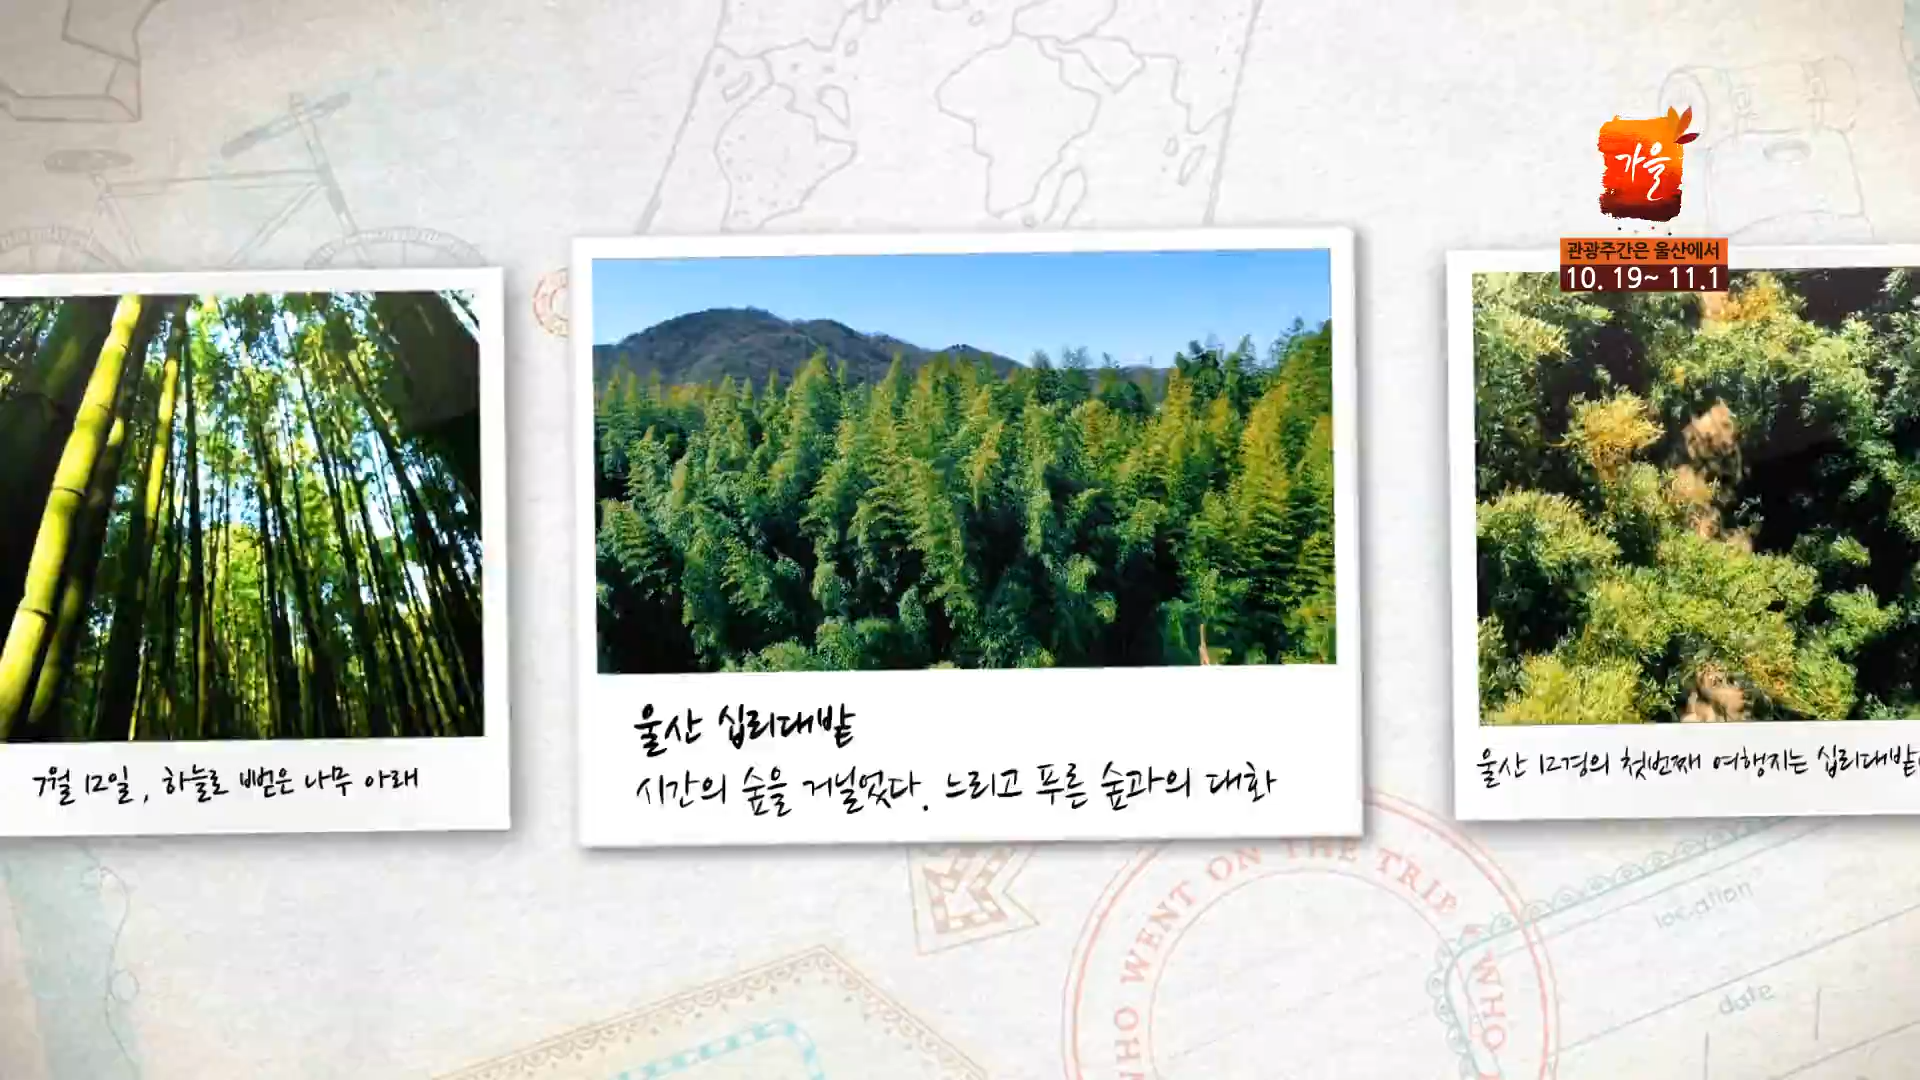 가을
관광주간은 울산에서
10. 19~ 11.1
7월 12일, 하늘로 뻗은 나무 아래
울산 십리대밭
시간의 숲을 거닐었다. 느리고 푸른 숲과의 대화
울산 12경의 첫번째 여행지는 십리대밭
WHO WENT ON THE TRIP
WHO
location
date